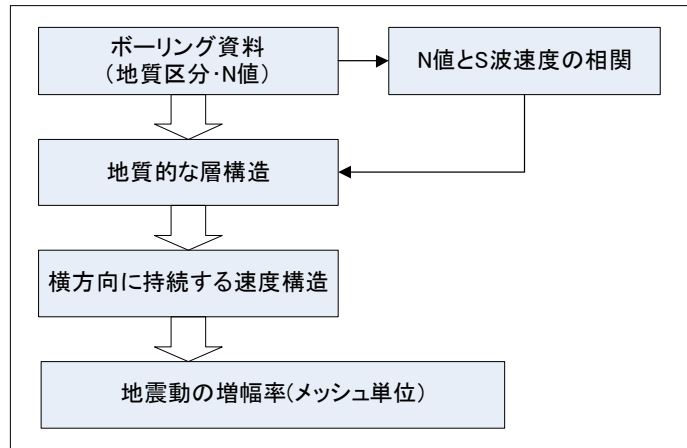 ボーリング資料
（地質区分・N値）
N値とS波速度の相関
地質的な層構造
横方向に持続する速度構造
地震動の増幅率(メッシュ単位）